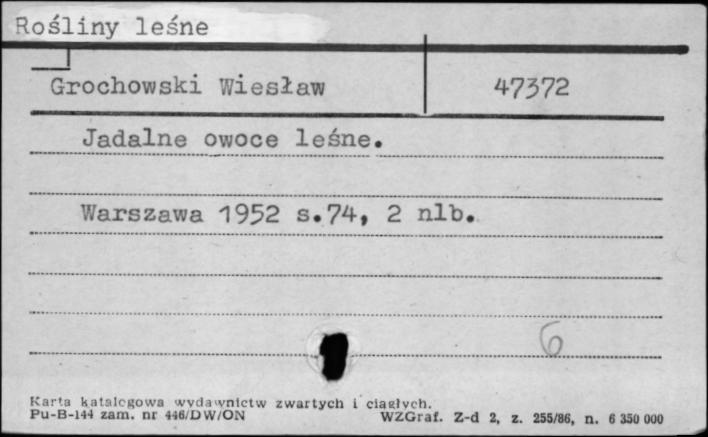 Rośliny leśne
Grochowski Wiesław 47372
Jadalne owoce leśne.
Warszawa 1952 s.74, 2 nlb.
6
Karta katalogowa wydawnictw zwartych i ciągłych.
Pu-B-144 zam. nr 446/DW/ON WZGraf. Z-d 2, z. 255/86, n. 6 350 000